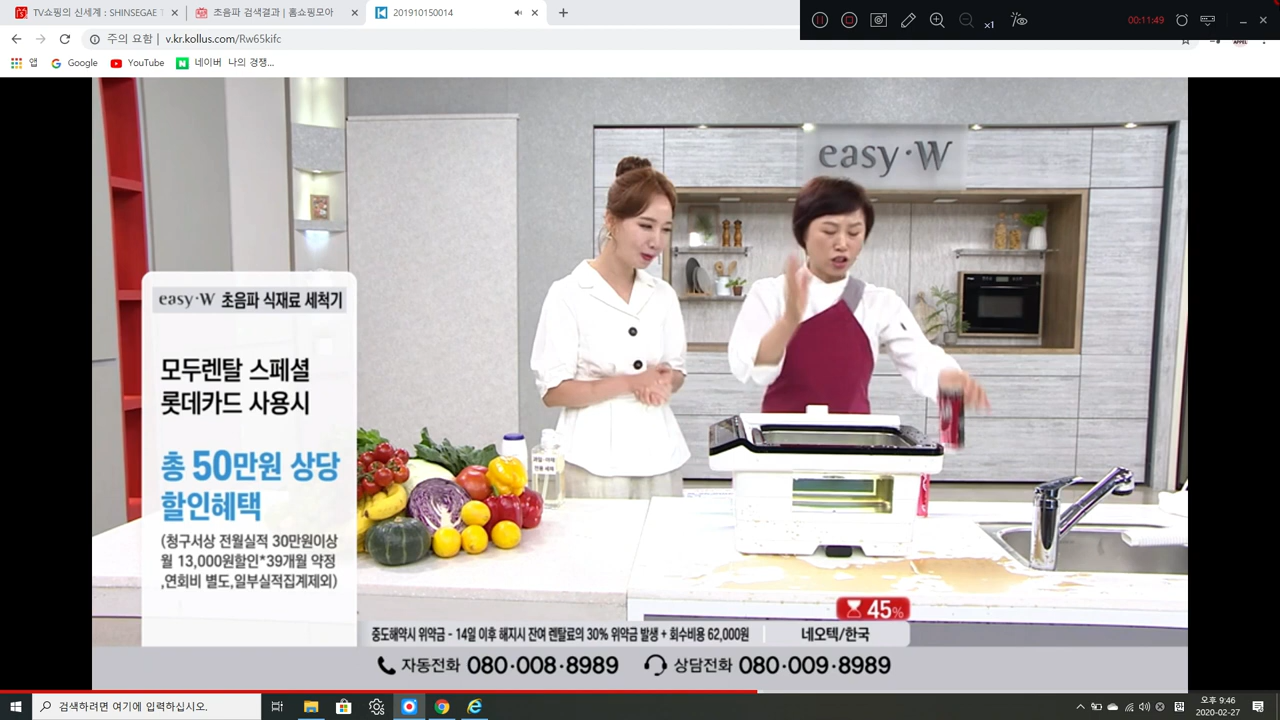 TV쇼핑의 신세계 : SHINSEGAE T
초음파 검색결과 | 홈쇼핑모아
201910150014
x1
00:11:49
주의 요함 | v.kr.kollus.com/Rw65kifc
앱 Google YouTube 네이버 나의 경쟁...
easy·W
easy·W 초음파 식재료 세척기
모두렌탈 스페셜
롯데카드 사용시
총 50만원 상당
할인혜택
(청구서상 전월실적 30만원이상
월 13,000원할인*39개월 약정
,연회비 별도,일부실적집계제외)
과일·야채
전용 세제
45%
중도해약시 위약금 - 14일 이후 해지시 잔여 렌탈료의 30% 위약금 발생 + 회수비용 62,000원
네오텍/한국
자동전화 080·008·8989 상담전화 080·009·8989
검색하려면 여기에 입력하십시오.
한
오후 9:46
2020-02-27